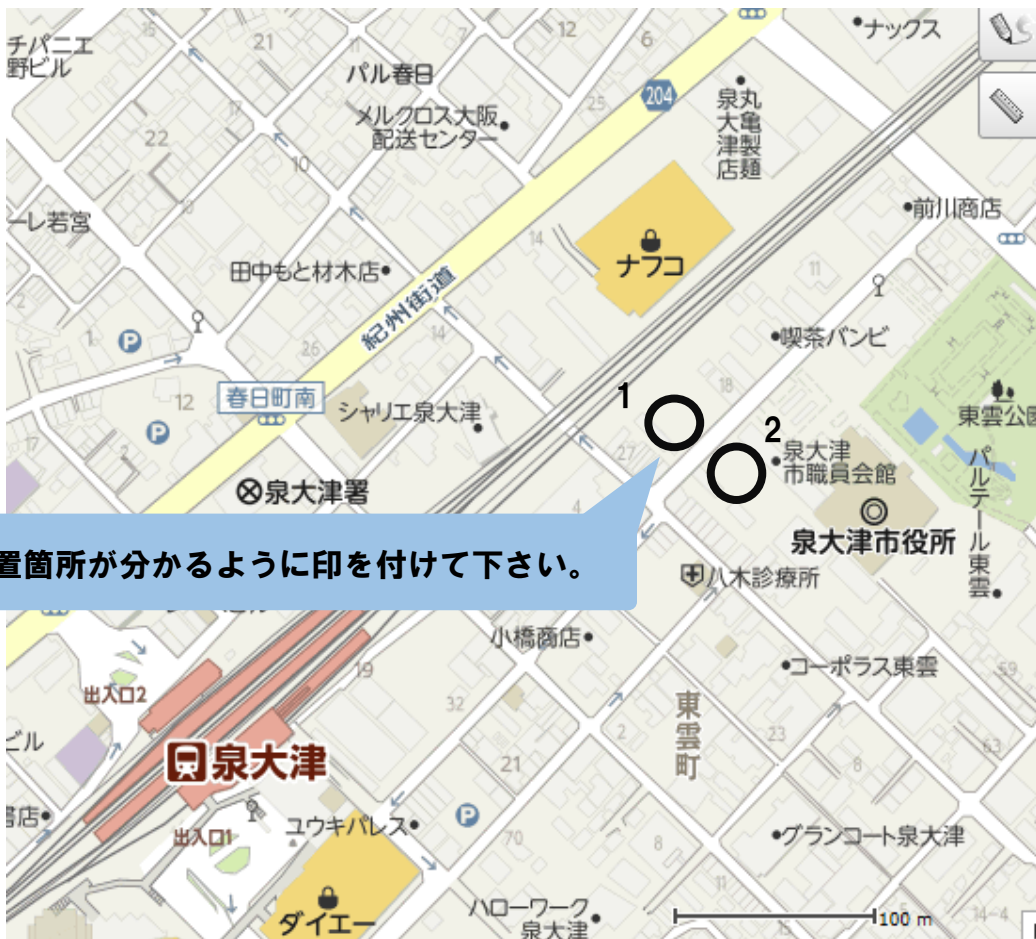 チパニエ
野ビル
21
12
6
ナックス
パル春日
204
泉大津店
丸亀製麺
メルクロス大阪
配送センター
25
22
17
10
ーレ若宮
前川商店
14
ナフコ
田中もと材木店
11
紀州街道
喫茶バンビ
1
26
14
18
春日町南
12
シャリエ泉大津
1
2
27
東雲公園
泉大津
市職員会館
パルテール東雲
17
2
泉大津署
4
泉大津市役所
置箇所が分かるように印を付けて下さい。
八木診療所
小橋商店
コーポラス東雲
59
19
出入口2
32
東雲町
2
23
ビル
泉大津
21
8
63
書店
出入口1
ユウキパレス
70
8
グランコート泉大津
11
ダイエー
ハローワーク
泉大津
15
100 m
14-4